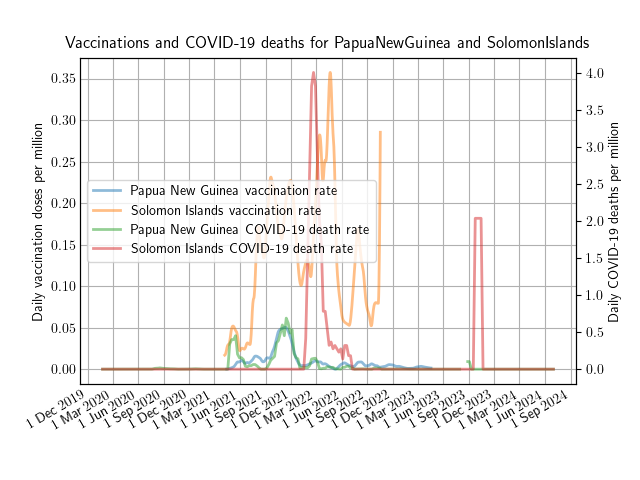 Vaccinations and COVID-19 deaths for PapuaNewGuinea and SolomonIslands
Daily vaccination doses per million
0.35
0.30
0.25
0.20
0.15
0.10
0.05
0.00
Papua New Guinea vaccination rate
Solomon Islands vaccination rate
Papua New Guinea COVID-19 death rate
Solomon Islands COVID-19 death rate
4.0
3.5
3.0
2.5
2.0
1.5
1.0
0.5
0.0
Daily COVID-19 deaths per million
1 Dec 2019
1 Mar 2020
1 Jun 2020
1 Sep 2020
1 Dec 2020
1 Mar 2021
1 Jun 2021
1 Sep 2021
1 Dec 2021
1 Mar 2022
1 Jun 2022
1 Sep 2022
1 Dec 2022
1 Mar 2023
1 Jun 2023
1 Sep 2023
1 Dec 2023
1 Mar 2024
1 Jun 2024
1 Sep 2024